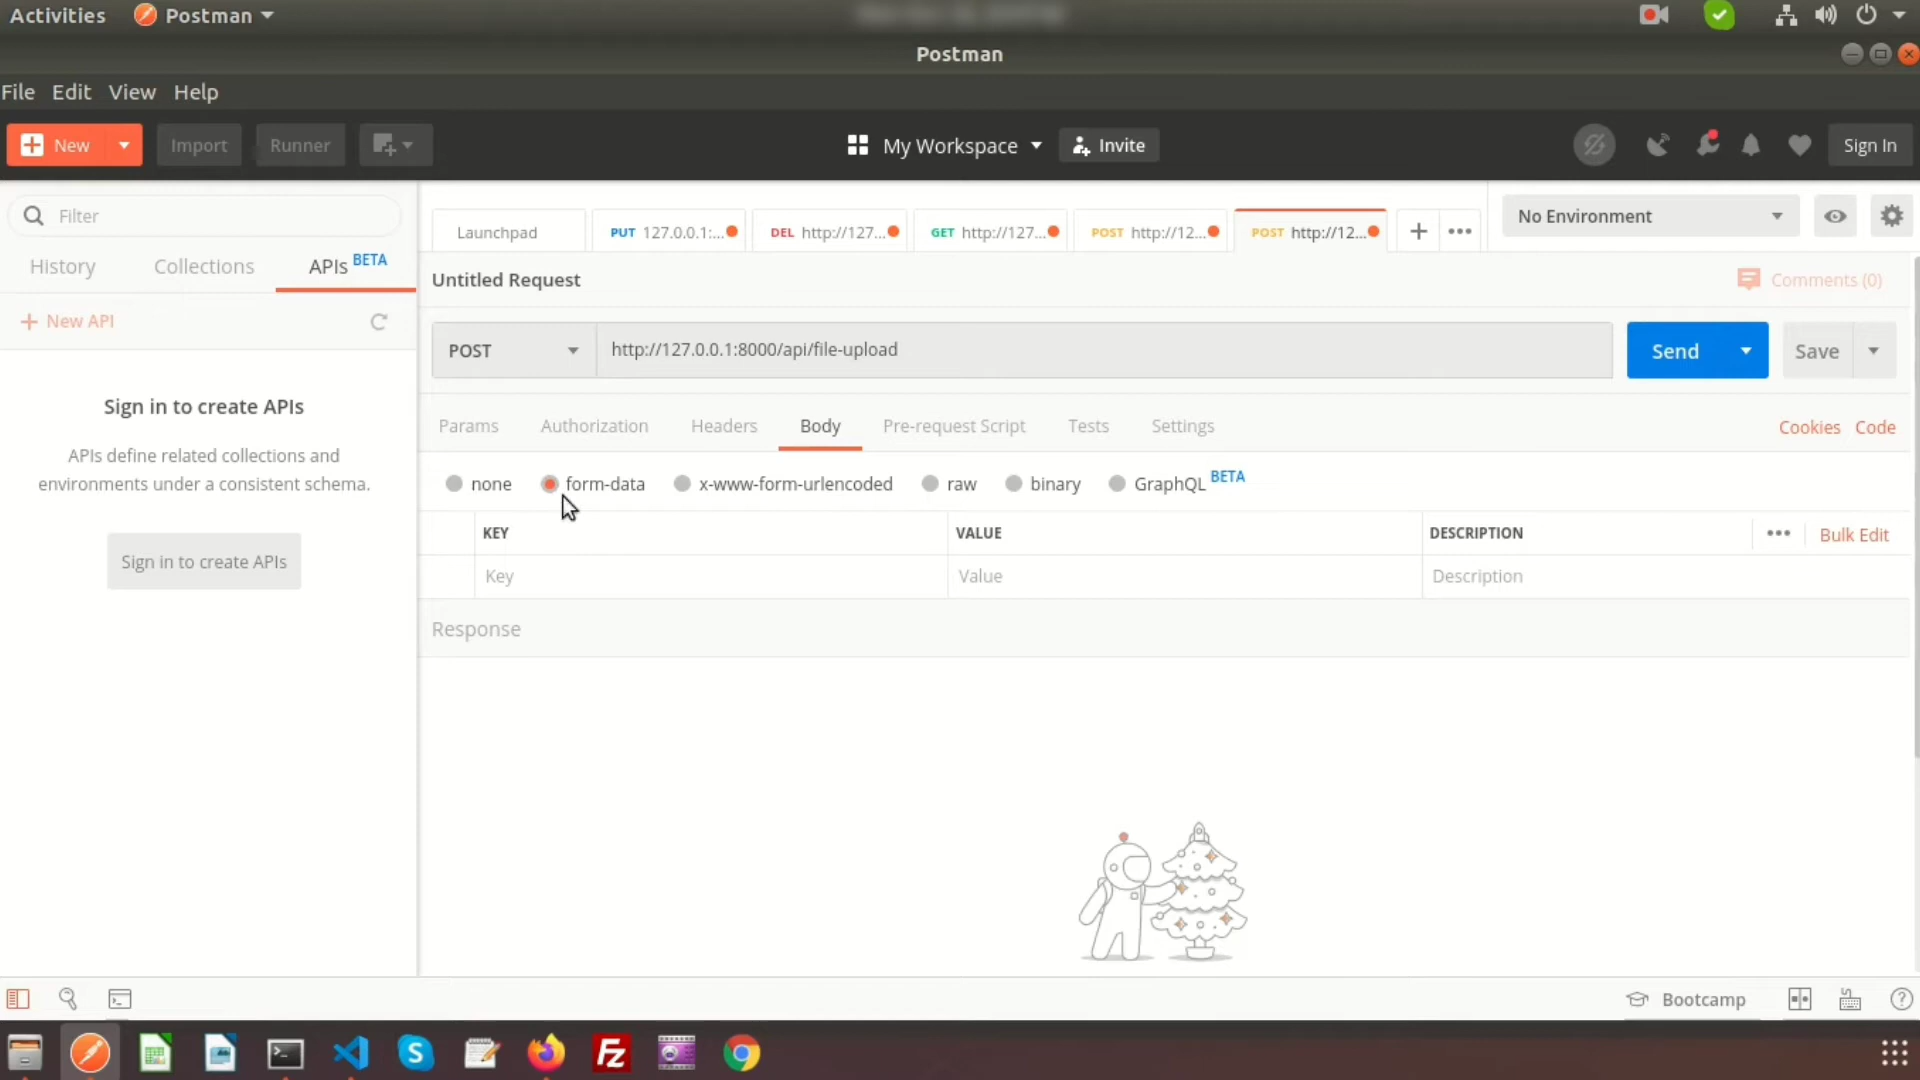 Activities Postman
Postman
File Edit View Help
New Import Runner My Workspace Invite Sign In
Filter
Launchpad PUT 127.0.0.1:... DEL http://127... GET http://127... POST http://12... POST http://12... + ••• No Environment
History Collections APIs BETA
Untitled Request Comments (0)
+ New API
POST http://127.0.0.1:8000/api/file-upload Send Save
Sign in to create APIs
APIs define related collections and
environments under a consistent schema.
Sign in to create APIs
Params Authorization Headers Body Pre-request Script Tests Settings Cookies Code
none form-data x-www-form-urlencoded raw binary GraphQL BETA
KEY VALUE DESCRIPTION ••• Bulk Edit
Key Value Description
Response
Bootcamp
Fz